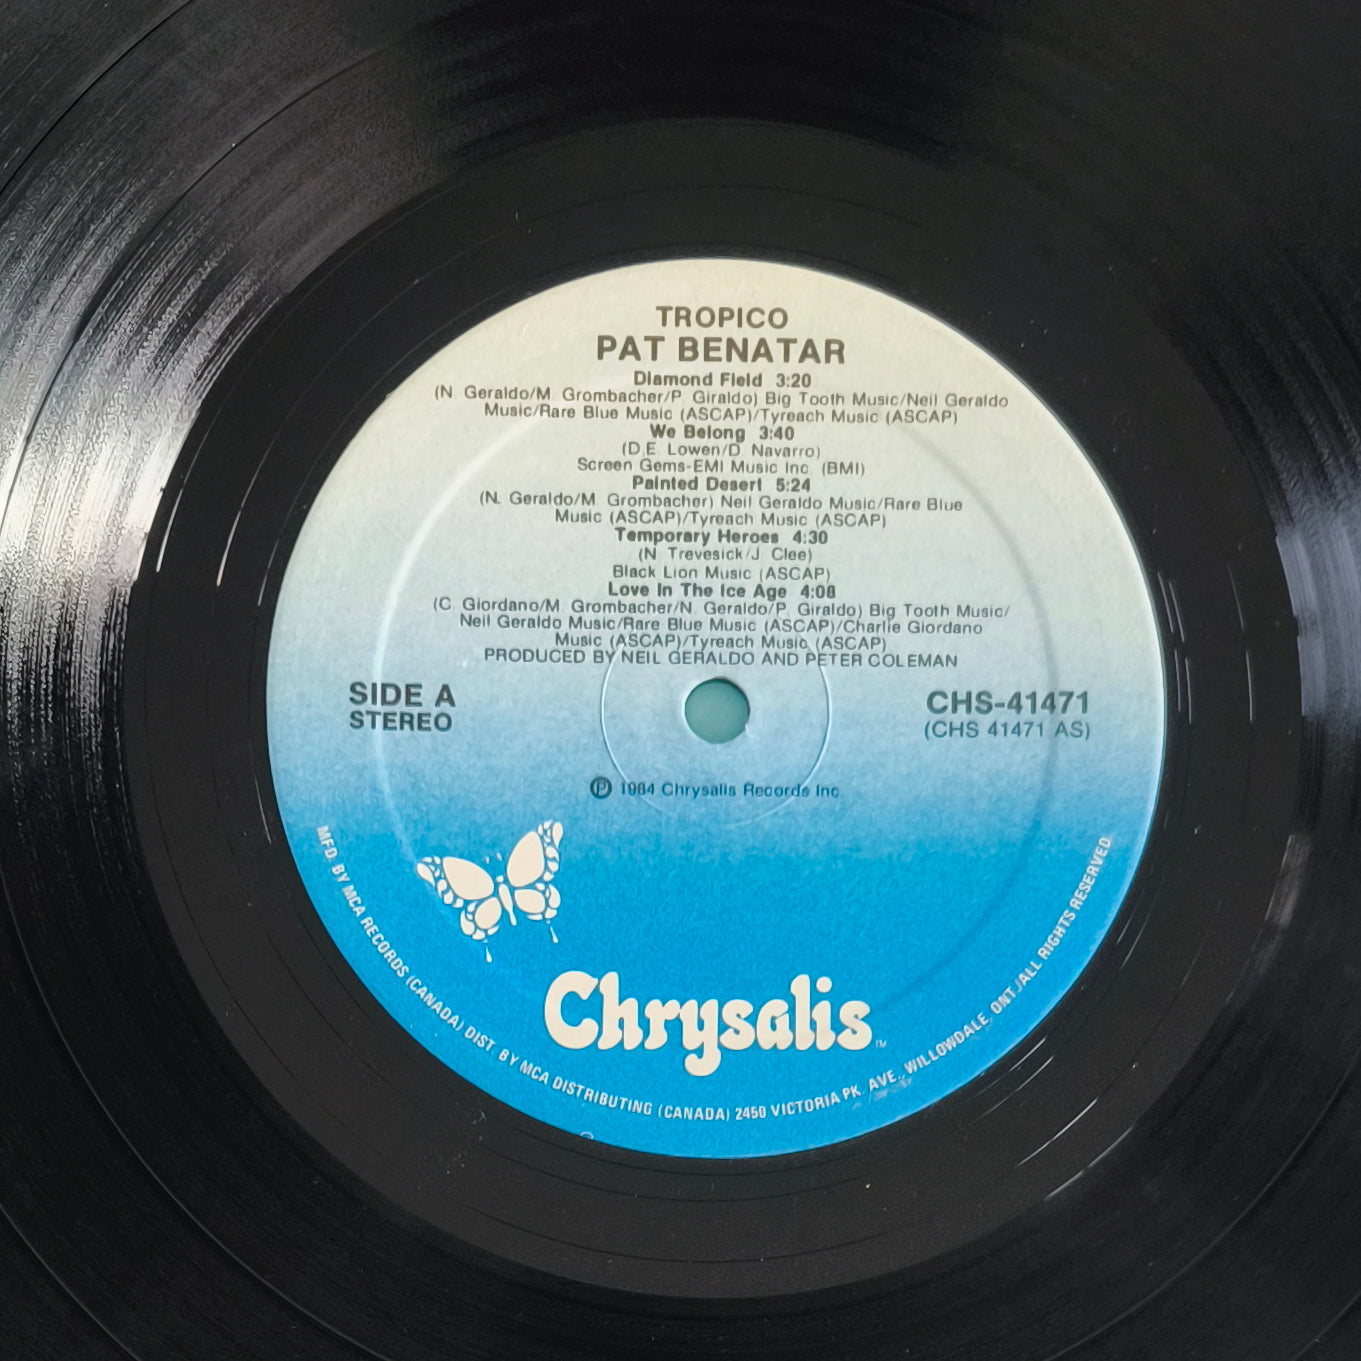 TROPICO
PAT BENATAR
Diamond Field 3:20
(N. Geraldo/M. Grombacher/P. Giraldo) Big Tooth Music/Neil Geraldo
Music/Rare Blue Music (ASCAP)/Tyreach Music (ASCAP)
We Belong 3:40
(D.E. Lowen/D. Navarro)
Screen Gems-EMI Music Inc. (BMI)
Painted Desert 5:24
(N. Geraldo/M. Grombacher) Neil Geraldo Music/Rare Blue
Music (ASCAP)/Tyreach Music (ASCAP)
Temporary Heroes 4:30
(N. Trevesick/J. Clee)
Black Lion Music (ASCAP)
Love In The Ice Age 4:08
(C. Giordano/M. Grombacher/N. Geraldo/P. Giraldo) Big Tooth Music/
Neil Geraldo Music/Rare Blue Music (ASCAP)/Charlie Giordano
Music (ASCAP)/Tyreach Music (ASCAP)
PRODUCED BY NEIL GERALDO AND PETER COLEMAN
SIDE A
STEREO
CHS-41471
(CHS 41471 AS)
℗ 1984 Chrysalis Records Inc.
Chrysalis™
MFD. BY MCA RECORDS (CANADA) DIST. BY MCA DISTRIBUTING (CANADA) 2450 VICTORIA PK. AVE., WILLOWDALE, ONT./ALL RIGHTS RESERVED.